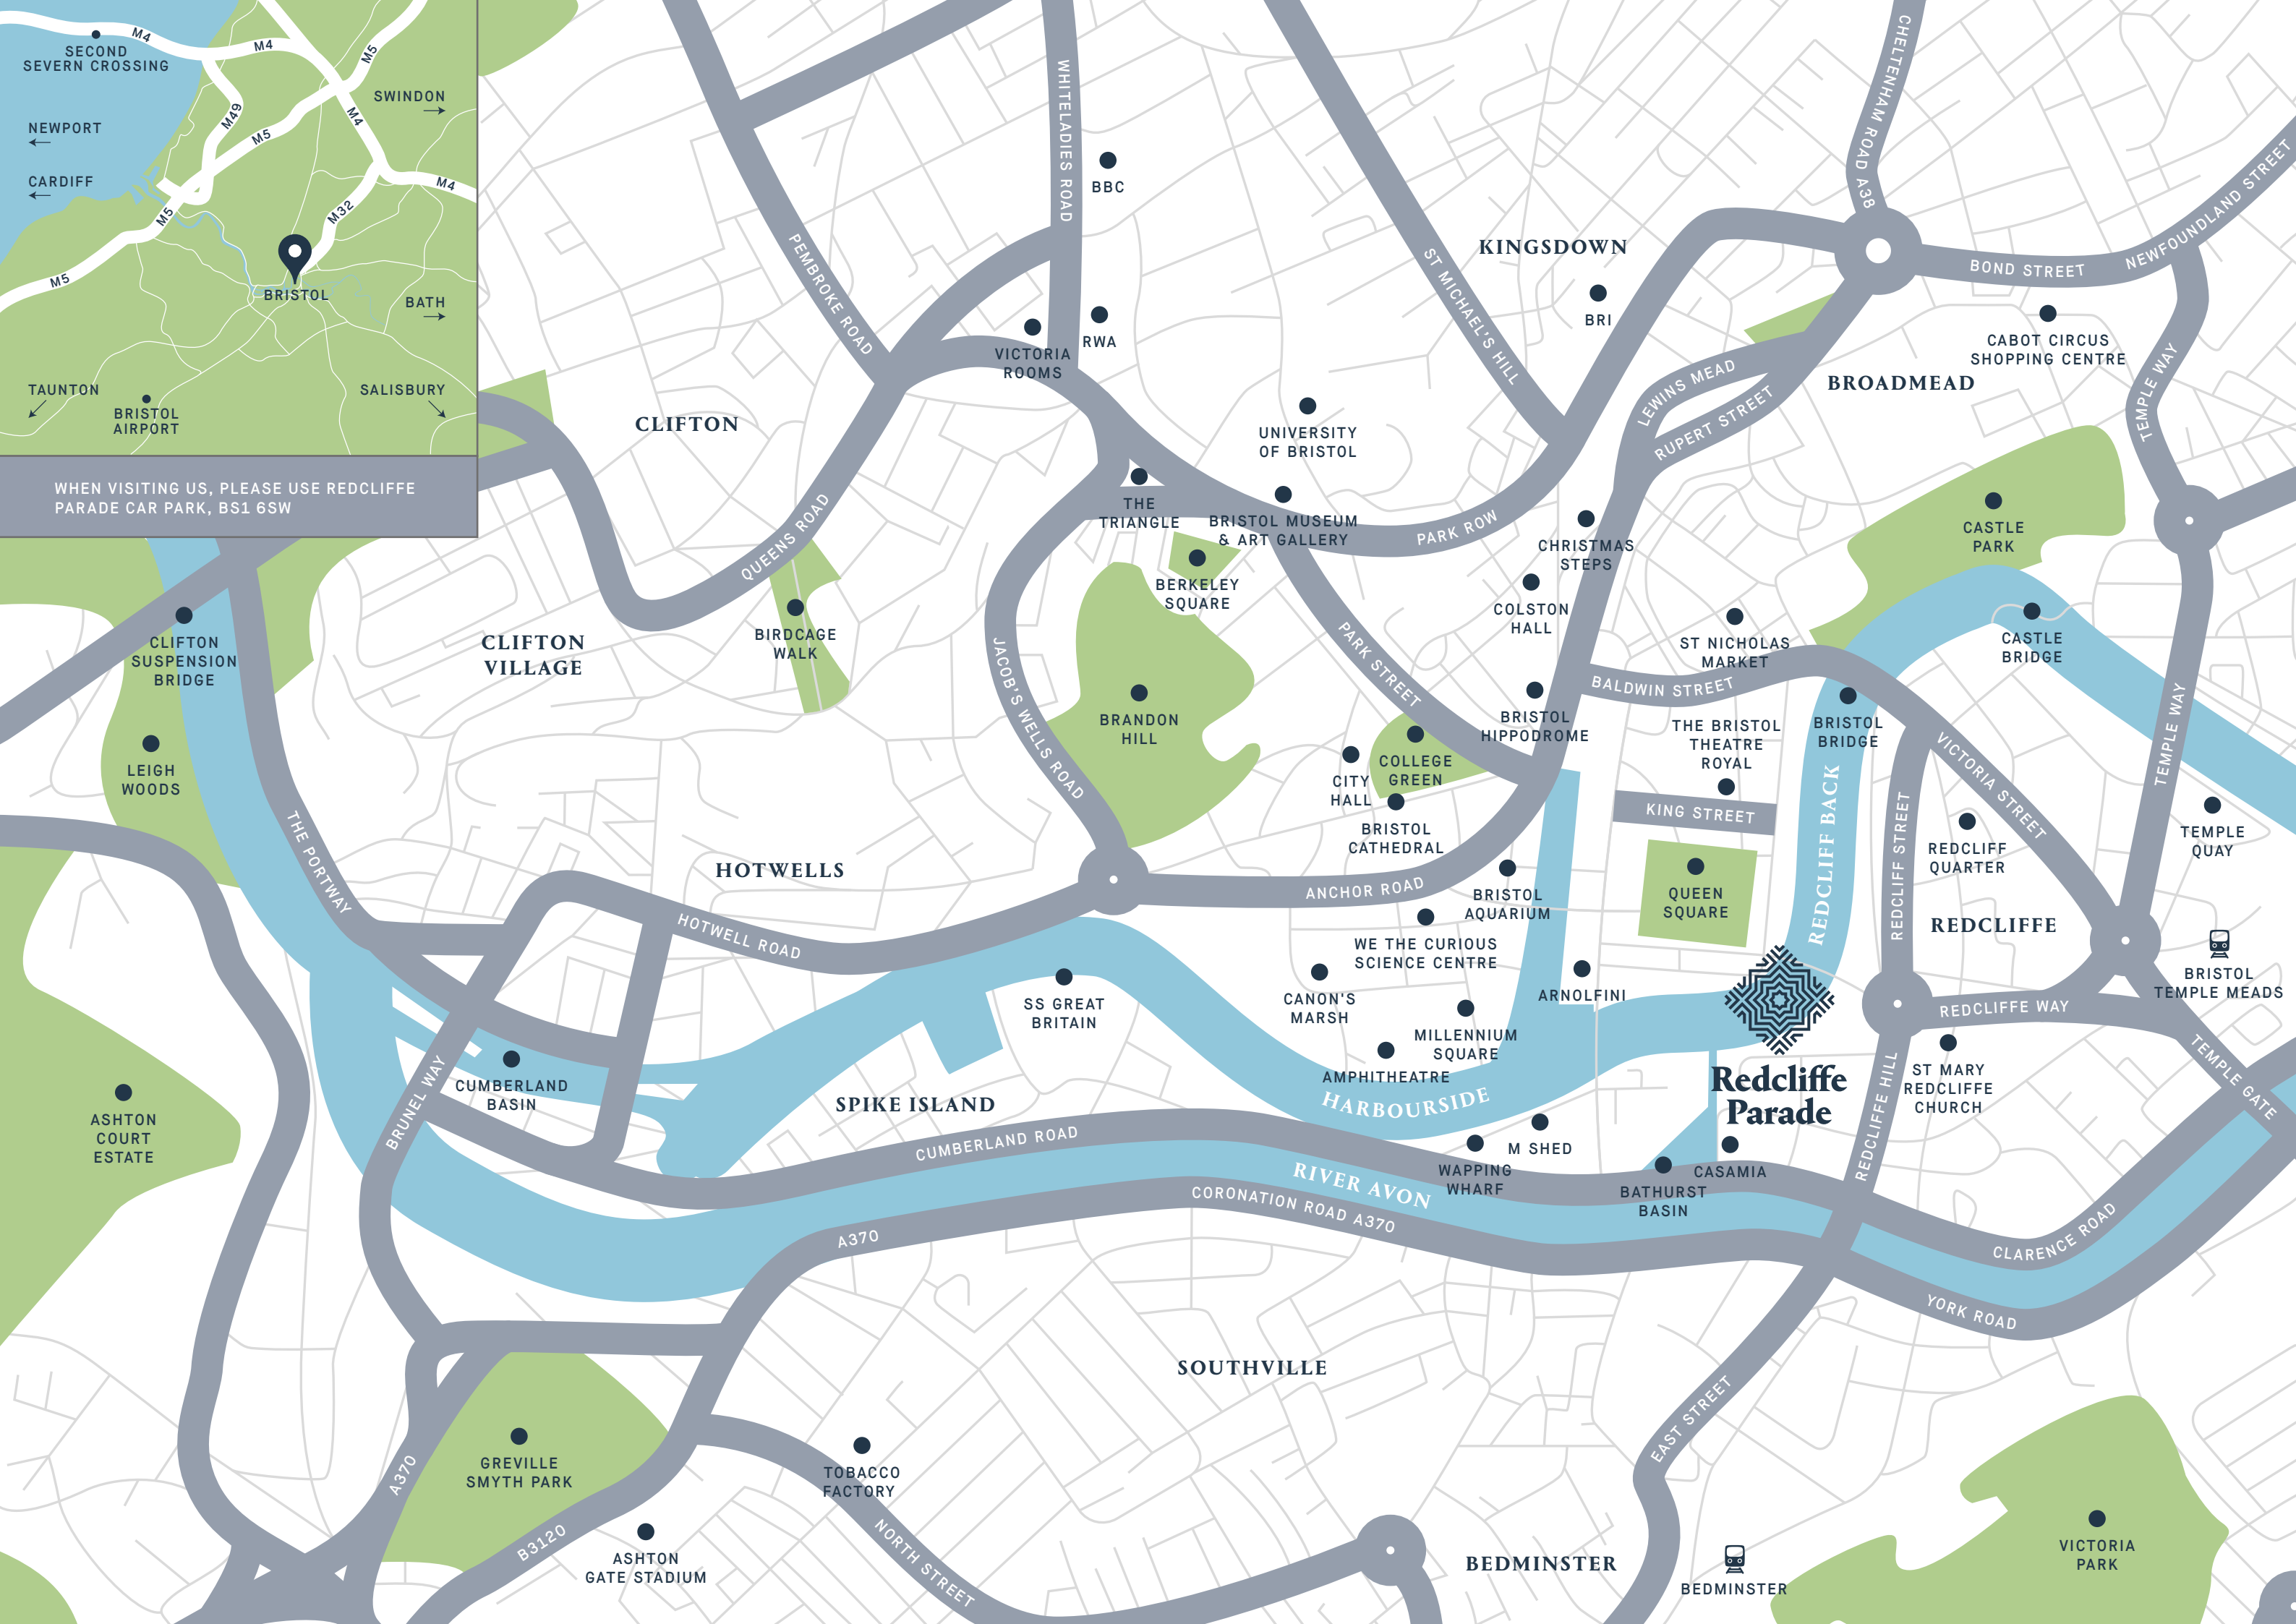 M4
SECOND
SEVERN CROSSING
M4
M5
SWINDON
M49
M4
NEWPORT
M5
CARDIFF
M4
M5
M32
M5
BRISTOL
BATH
TAUNTON
BRISTOL
AIRPORT
SALISBURY
WHEN VISITING US, PLEASE USE REDCLIFFE
PARADE CAR PARK, BS1 6SW
WHITELADIES ROAD
CHELTENHAM ROAD A38
BBC
PEMBROKE ROAD
ST MICHAEL'S HILL
KINGSDOWN
BRI
BOND STREET
NEWFOUNDLAND STREET
CABOT CIRCUS
SHOPPING CENTRE
VICTORIA
ROOMS
RWA
LEWINS MEAD
RUPERT STREET
BROADMEAD
TEMPLE WAY
CLIFTON
UNIVERSITY
OF BRISTOL
THE
TRIANGLE
BRISTOL MUSEUM
& ART GALLERY
PARK ROW
CHRISTMAS
STEPS
CASTLE
PARK
QUEENS ROAD
BERKELEY
SQUARE
COLSTON
HALL
CLIFTON
SUSPENSION
BRIDGE
CLIFTON
VILLAGE
BIRDCAGE
WALK
JACOB'S WELLS ROAD
PARK STREET
ST NICHOLAS
MARKET
CASTLE
BRIDGE
BALDWIN STREET
BRANDON
HILL
BRISTOL
HIPPODROME
THE BRISTOL
THEATRE
ROYAL
BRISTOL
BRIDGE
VICTORIA STREET
TEMPLE WAY
LEIGH
WOODS
CITY
HALL
COLLEGE
GREEN
KING STREET
REDCLIFF BACK
REDCLIFF STREET
THE PORTWAY
BRISTOL
CATHEDRAL
REDCLIFF
QUARTER
TEMPLE
QUAY
HOTWELLS
ANCHOR ROAD
BRISTOL
AQUARIUM
QUEEN
SQUARE
REDCLIFFE
HOTWELL ROAD
WE THE CURIOUS
SCIENCE CENTRE
BRISTOL
TEMPLE MEADS
SS GREAT
BRITAIN
CANON'S
MARSH
ARNOLFINI
REDCLIFFE WAY
MILLENNIUM
SQUARE
AMPHITHEATRE
Redcliffe
Parade
ST MARY
REDCLIFFE
CHURCH
TEMPLE GATE
CUMBERLAND
BASIN
BRUNEL WAY
SPIKE ISLAND
HARBOURSIDE
REDCLIFFE HILL
ASHTON
COURT
ESTATE
CUMBERLAND ROAD
M SHED
WAPPING
WHARF
CASAMIA
BATHURST
BASIN
RIVER AVON
CORONATION ROAD A370
A370
CLARENCE ROAD
YORK ROAD
SOUTHVILLE
EAST STREET
A370
GREVILLE
SMYTH PARK
TOBACCO
FACTORY
B3120
ASHTON
GATE STADIUM
NORTH STREET
BEDMINSTER
BEDMINSTER
VICTORIA
PARK